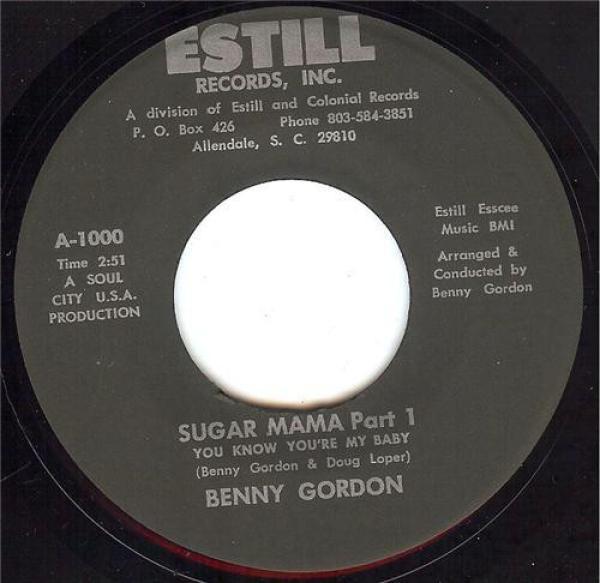 ESTILL
RECORDS, INC.
A division of Estill and Colonial Records
P. O. Box 426 Phone 803-584-3851
Allendale, S. C. 29810
A-1000
Time 2:51
A SOUL
CITY U.S.A.
PRODUCTION
Estill Esscee
Music BMI
Arranged &
Conducted by
Benny Gordon
SUGAR MAMA Part 1
YOU KNOW YOU'RE MY BABY
(Benny Gordon & Doug Loper)
BENNY GORDON